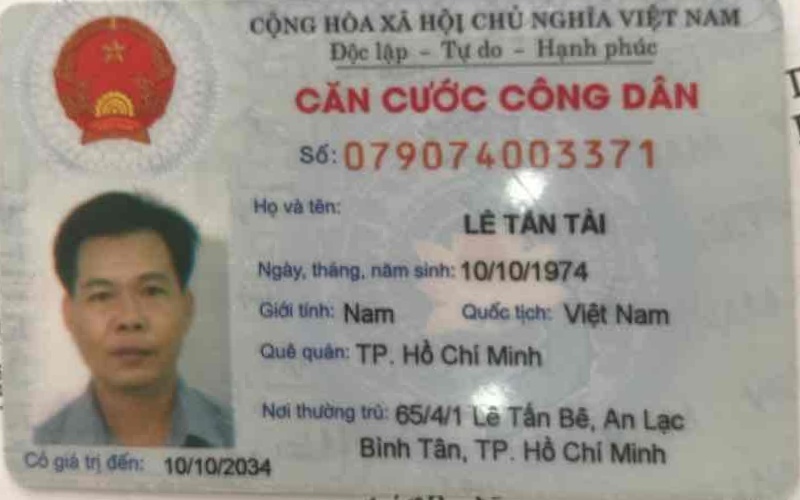 CỘNG HÒA XÃ HỘI CHỦ NGHĨA VIỆT NAM
Độc lập - Tự do - Hạnh phúc
CĂN CƯỚC CÔNG DÂN
Số: 079074003371
Họ và tên:
LÊ TẤN TÀI
Ngày, tháng, năm sinh: 10/10/1974
Giới tính: Nam Quốc tịch: Việt Nam
Quê quán: TP. Hồ Chí Minh
Nơi thường trú: 65/4/1 Lê Tấn Bê, An Lạc
Bình Tân, TP. Hồ Chí Minh
Có giá trị đến: 10/10/2034